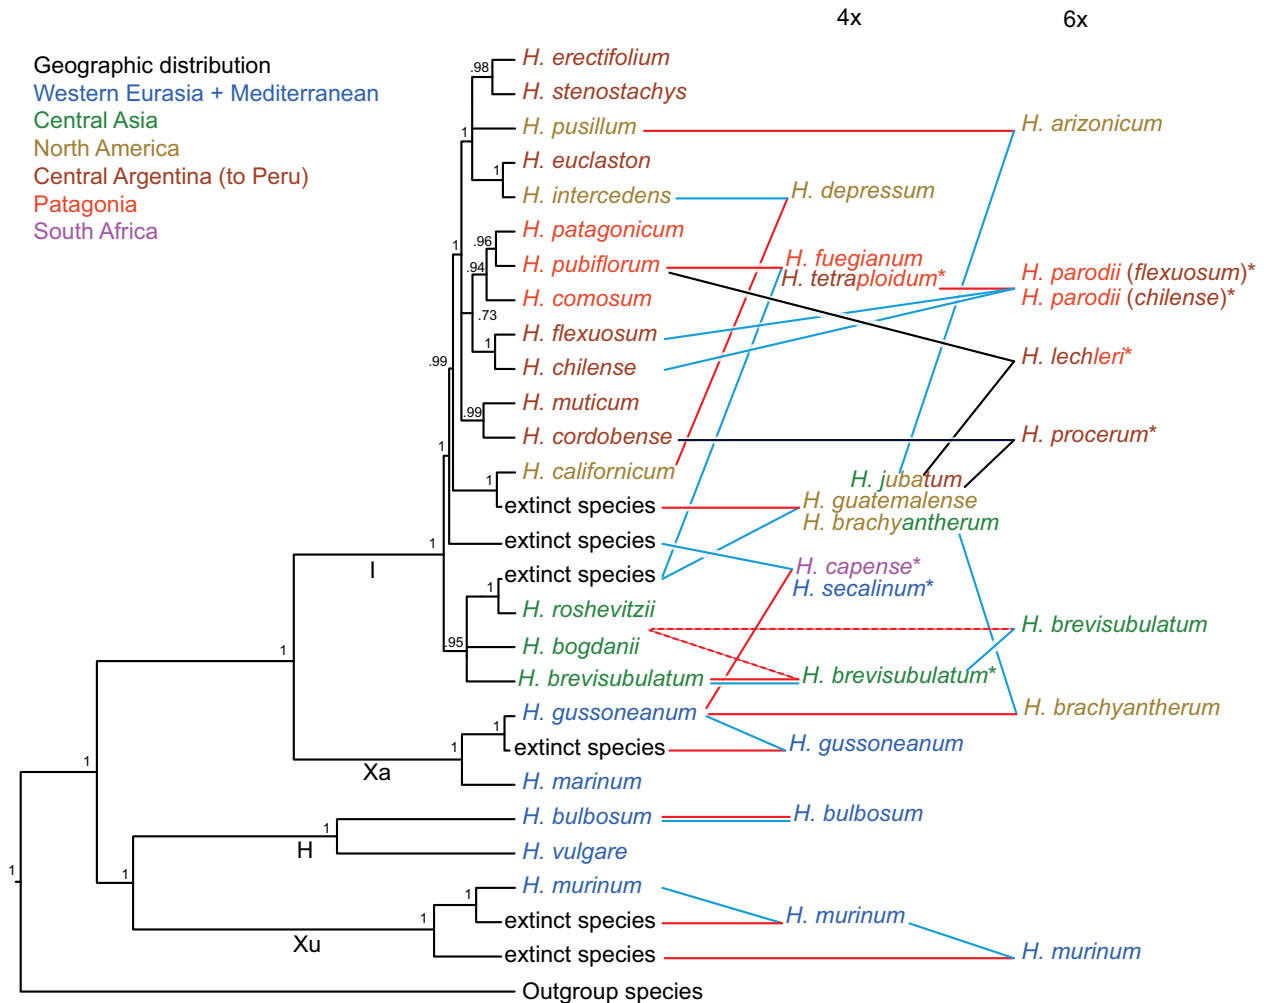 4x 6x
Geographic distribution
Western Eurasia + Mediterranean
Central Asia
North America
Central Argentina (to Peru)
Patagonia
South Africa
H. erectifolium
.98
H. stenostachys
H. pusillum
H. arizonicum
1
H. euclaston
1
H. intercedens
H. depressum
H. patagonicum
.96
1
H. pubiflorum
H. fuegianum
H. tetraploidum*
.94
H. parodii (flexuosum)*
H. parodii (chilense)*
H. comosum
.73
H. flexuosum
1
H. chilense
H. lechleri*
.99
H. muticum
.99
H. cordobense
H. procerum*
1
H. californicum
1
H. jubatum
H. guatemalense
H. brachyantherum
extinct species
1
extinct species
I
extinct species
H. capense*
H. secalinum*
1
H. roshevitzii
H. brevisubulatum
.95
H. bogdanii
1
H. brevisubulatum
H. brevisubulatum*
H. gussoneanum
H. brachyantherum
1
extinct species
H. gussoneanum
1
Xa
H. marinum
1
H. bulbosum
H. bulbosum
1
H
H. vulgare
1
1
H. murinum
1
extinct species
H. murinum
1
Xu
extinct species
H. murinum
Outgroup species